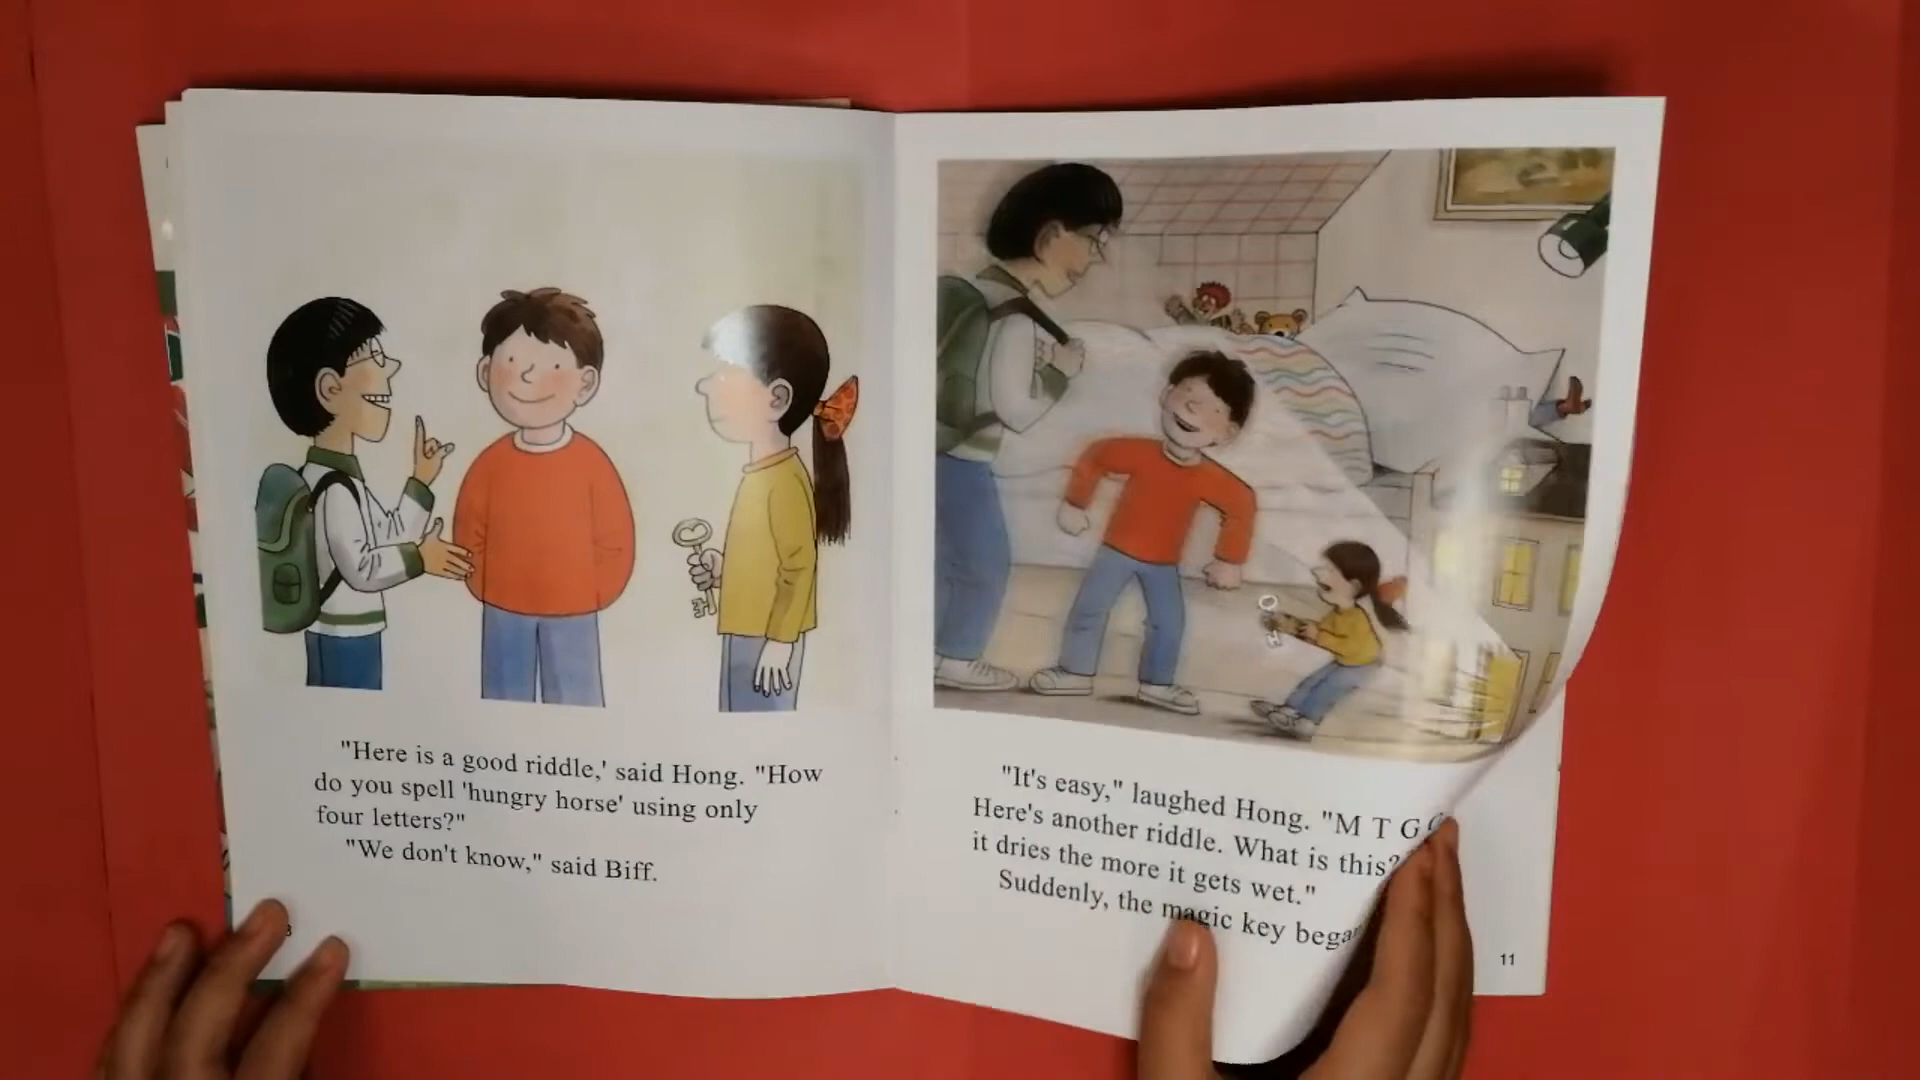 "Here is a good riddle,' said Hong. "How
do you spell 'hungry horse' using only
four letters?"
"We don't know," said Biff.
"It's easy," laughed Hong. "M T G
Here's another riddle. What is this?
it dries the more it gets wet."
Suddenly, the magic key began
11